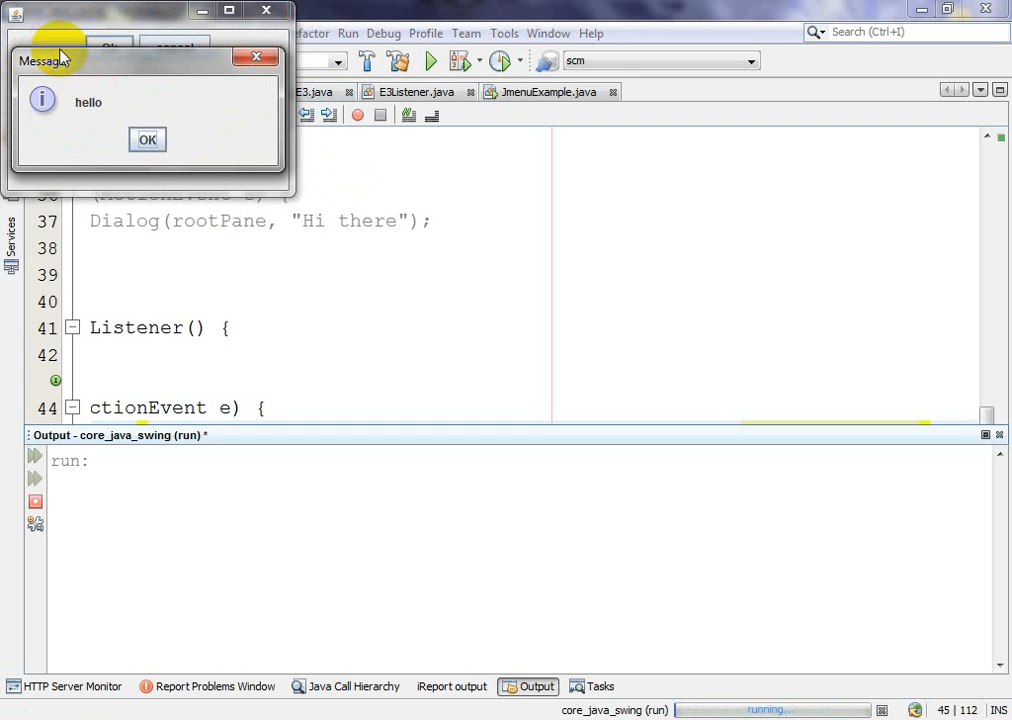 efactor Run Debug Profile Team Tools Window Help
Search (Ctrl+I)
Message
scm
hello
OK
E3.java
E3Listener.java
JmenuExample.java
Services
37 Dialog(rootPane, "Hi there");
38
39
40
41 Listener() {
42
44 ctionEvent e) {
Output - core_java_swing (run) *
run:
HTTP Server Monitor
Report Problems Window
Java Call Hierarchy
iReport output
Output
Tasks
core_java_swing (run)
running...
45 | 112
INS